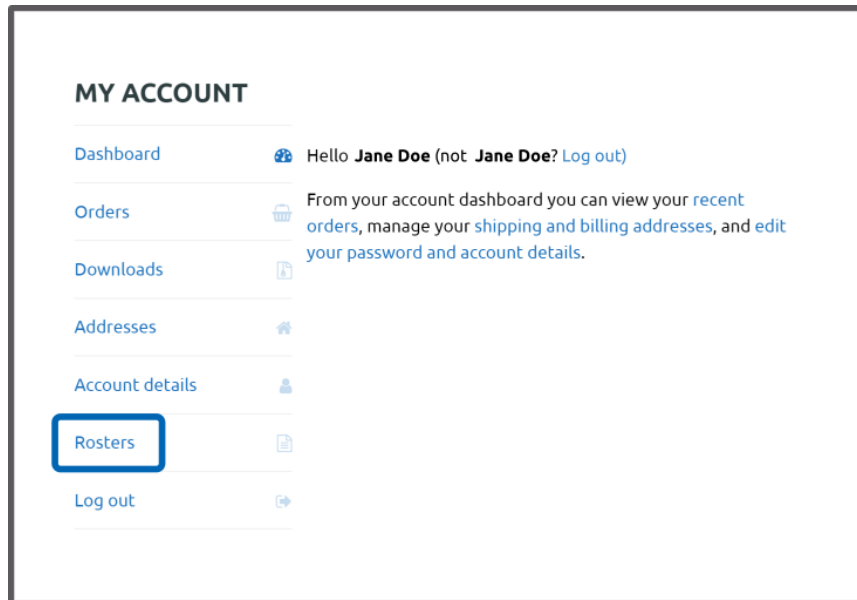 MY ACCOUNT
Dashboard
Orders
Downloads
Addresses
Account details
Rosters
Log out
Hello Jane Doe (not Jane Doe? Log out)
From your account dashboard you can view your recent
orders, manage your shipping and billing addresses, and edit
your password and account details.